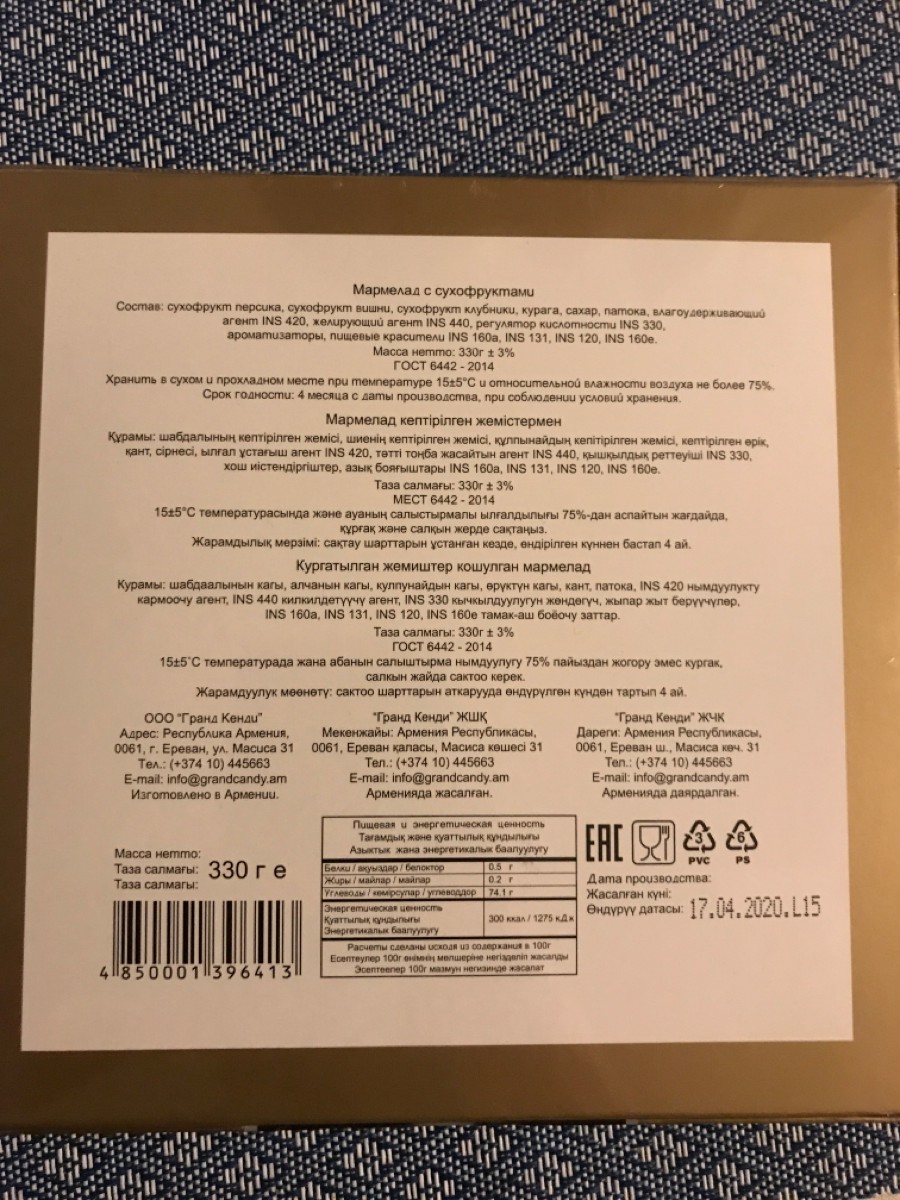 Мармелад с сухофруктами
Состав: сухофрукт персика, сухофрукт вишни, сухофрукт клубники, курага, сахар, патока, влагоудерживающий
агент INS 420, желирующий агент INS 440, регулятор кислотности INS 330,
ароматизаторы, пищевые красители INS 160a, INS 131, INS 120, INS 160e.
Масса нетто: 330г ± 3%
ГОСТ 6442 - 2014
Хранить в сухом и прохладном месте при температуре 15±5°C и относительной влажности воздуха не более 75%.
Срок годности: 4 месяца с даты производства, при соблюдении условий хранения.
Мармелад кептірілген жемістермен
Құрамы: шабдалының кептірілген жемісі, шиенің кептірілген жемісі, құлпынайдың кепітірілген жемісі, кептірілген өрік,
қант, сірнесі, ылғал ұстағыш агент INS 420, тәтті тоңба жасайтын агент INS 440, қышқылдық реттеуіші INS 330,
хош иістендіргіштер, азық бояғыштары INS 160a, INS 131, INS 120, INS 160e.
Таза салмағы: 330г ± 3%
МЕСТ 6442 - 2014
15±5°C температурасында және ауаның салыстырмалы ылғалдылығы 75%-дан аспайтын жағдайда,
құрғақ және салқын жерде сақтаңыз.
Жарамдылық мерзімі: сақтау шарттарын ұстанған кезде, өндірілген күннен бастап 4 ай.
Кургатылган жемиштер кошулган мармелад
Курамы: шабдаалынын кагы, алчанын кагы, кулпунайдын кагы, өрүктүн кагы, кант, патока, INS 420 нымдуулукту
кармоочу агент, INS 440 килкилдетүүчү агент, INS 330 кычкылдуулугун жөндөгүч, жыпар жыт берүүчүлөр,
INS 160a, INS 131, INS 120, INS 160e тамак-аш боёочу заттар.
Таза салмагы: 330г ± 3%
ГОСТ 6442 - 2014
15±5°C температурада жана абанын салыштырма нымдуулугу 75% пайыздан жогору эмес кургак,
салкын жайда сактоо керек.
Жарамдуулук мөөнөтү: сактоо шарттарын аткарууда өндүрүлгөн күндөн тартып 4 ай.
ООО "Гранд Кенди"
Адрес: Республика Армения,
0061, г. Ереван, ул. Масиса 31
Тел.: (+374 10) 445663
E-mail: info@grandcandy.am
Изготовлено в Армении.
"Гранд Кенди" ЖШҚ
Мекенжайы: Армения Республикасы,
0061, Ереван қаласы, Масиса көшесі 31
Тел.: (+374 10) 445663
E-mail: info@grandcandy.am
Арменияда жасалған.
"Гранд Кенди" ЖЧК
Дареги: Армения Республикасы,
0061, Ереван ш., Масиса көч. 31
Тел.: (+374 10) 445663
E-mail: info@grandcandy.am
Арменияда даярдалган.
Масса нетто:
Таза салмағы: 330 г e
Таза салмагы:
4 850001 396413
Пищевая и энергетическая ценность
Тағамдық және қуаттылық құндылығы
Азыктык жана энергетикалык баалуулугу
Белки / ақуыздар / белоктор 0.5 г
Жиры / майлар / майлар 0.2 г
Углеводы / көмірсулар / углеводдор 74.1 г
Энергетическая ценность
Қуаттылық құндылығы 300 ккал / 1275 кДж
Энергетикалык баалуулугу
Расчеты сделаны исходя из содержания в 100г
Есептеулер 100г өнімнің мөлшеріне негізделіп жасалды
Эсептөөлөр 100г мазмун негизинде жасалат
EAC
3
PVC
6
PS
Дата производства:
Жасалған күні:
Өндүрүү датасы: 17.04.2020.L15